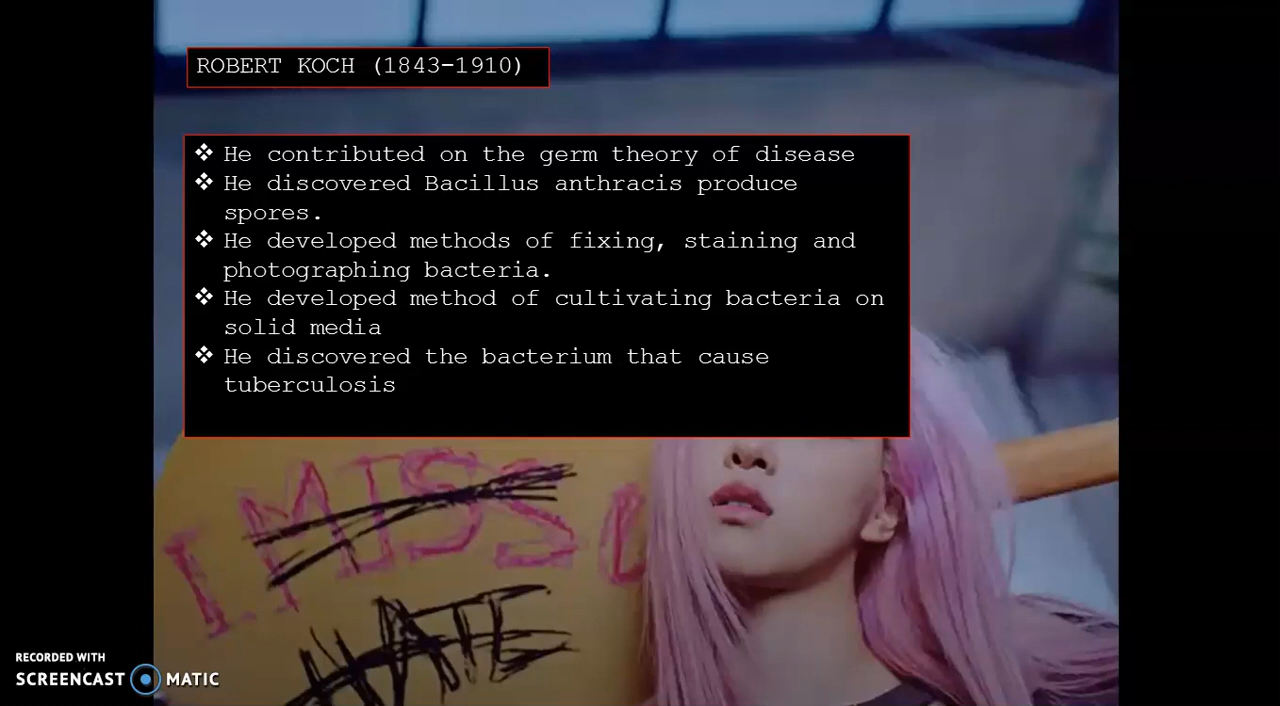 ROBERT KOCH (1843-1910)
❖ He contributed on the germ theory of disease
❖ He discovered Bacillus anthracis produce
spores.
❖ He developed methods of fixing, staining and
photographing bacteria.
❖ He developed method of cultivating bacteria on
solid media
❖ He discovered the bacterium that cause
tuberculosis
I MISS
HATE
RECORDED WITH
SCREENCAST MATIC